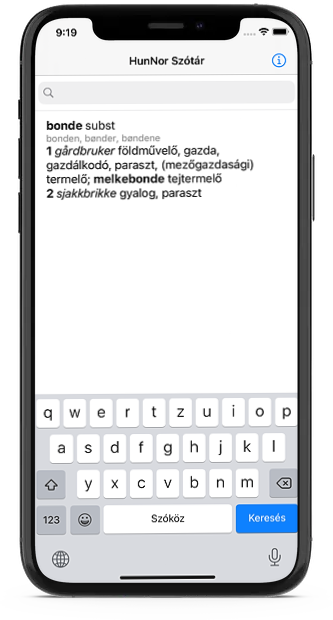 9:19
HunNor Szótár
bonde subst
bonden, bønder, bøndene
1 gårdbruker földművelő, gazda,
gazdálkodó, paraszt, (mezőgazdasági)
termelő; melkebonde tejtermelő
2 sjakkbrikke gyalog, paraszt
q w e r t z u i o p
a s d f g h j k l
y x c v b n m
123 Szóköz Keresés